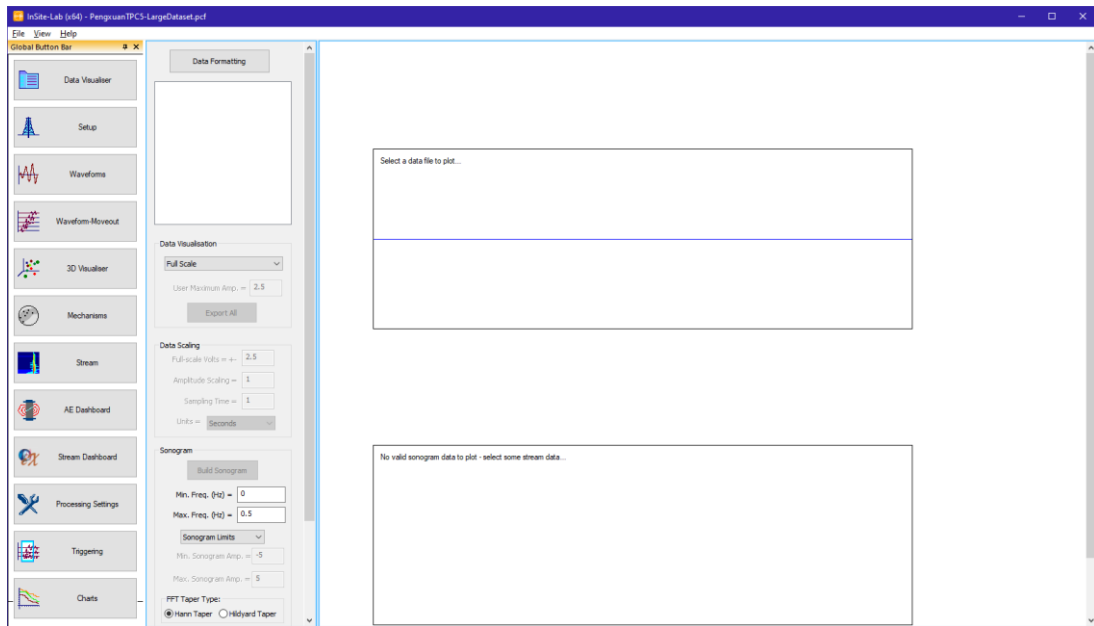 InSite-Lab (x64) - PengxuanTPC5-LargeDataset.pcf
File View Help
Global Button Bar
Data Visualiser
Setup
Waveforms
Waveform-Moveout
3D Visualiser
Mechanisms
Stream
AE Dashboard
Stream Dashboard
Processing Settings
Triggering
Charts
Data Formatting
Data Visualisation
Full Scale
User Maximum Amp. = 2.5
Export All
Data Scaling
Full-scale Volts = +- 2.5
Amplitude Scaling = 1
Sampling Time = 1
Units = Seconds
Sonogram
Build Sonogram
Min. Freq. (Hz) = 0
Max. Freq. (Hz) = 0.5
Sonogram Limits
Min. Sonogram Amp. = -5
Max. Sonogram Amp. = 5
FFT Taper Type:
Hann Taper Hildyard Taper
Select a data file to plot...
No valid sonogram data to plot - select some stream data...